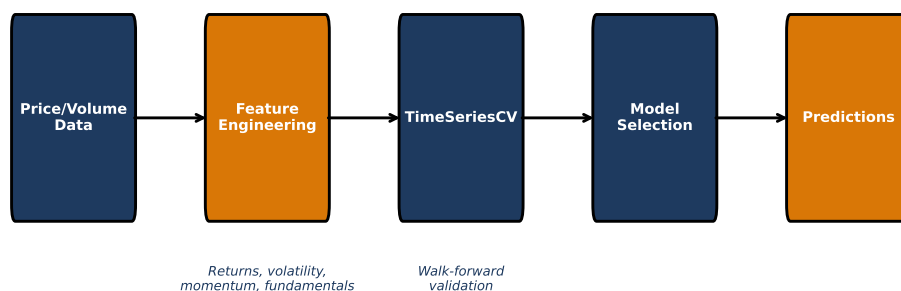 Price/Volume
Data
Feature
Engineering
TimeSeriesCV
Model
Selection
Predictions
Returns, volatility,
momentum, fundamentals
Walk-forward
validation